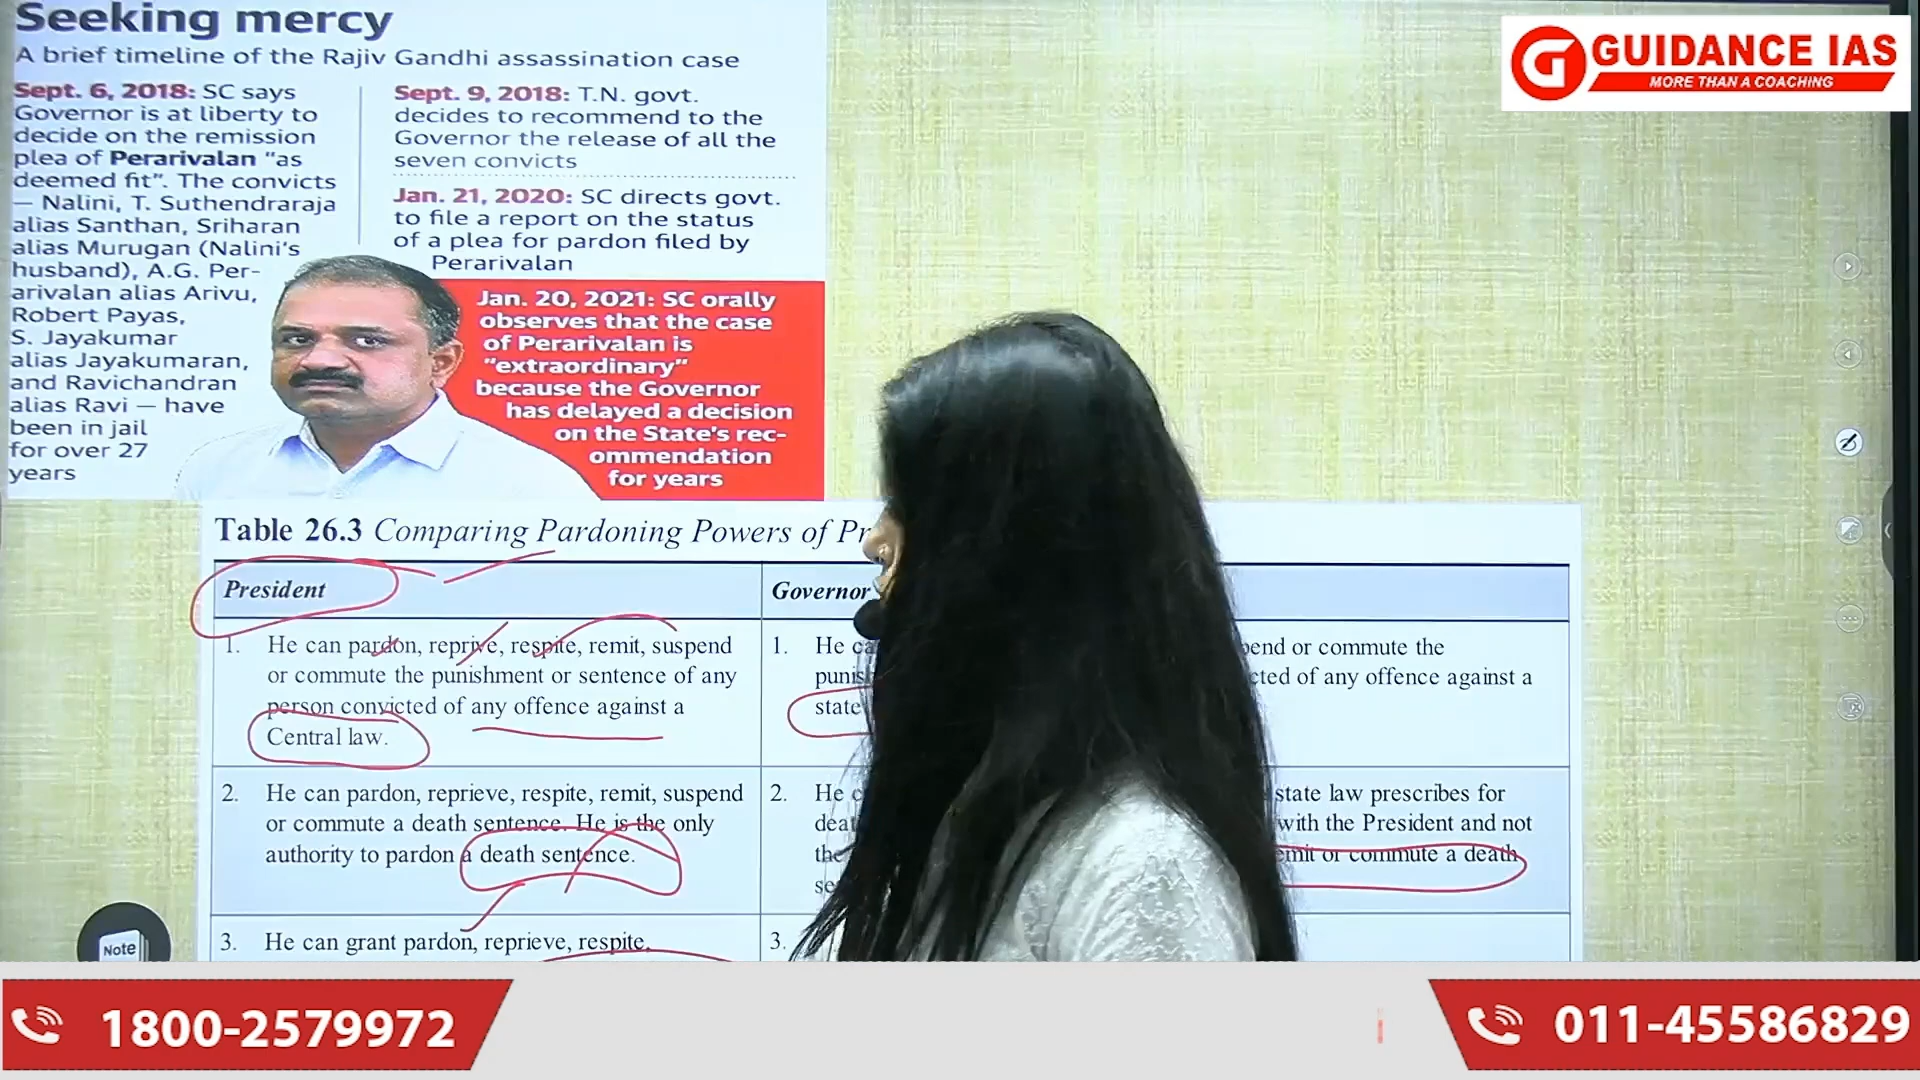 Seeking mercy
A brief timeline of the Rajiv Gandhi assassination case
Sept. 6, 2018: SC says
Governor is at liberty to
decide on the remission
plea of Perarivalan "as
deemed fit". The convicts
— Nalini, T. Suthendraraja
alias Santhan, Sriharan
alias Murugan (Nalini's
husband), A.G. Per-
arivalan alias Arivu,
Robert Payas,
S. Jayakumar
alias Jayakumaran,
and Ravichandran
alias Ravi — have
been in jail
for over 27
years
Sept. 9, 2018: T.N. govt.
decides to recommend to the
Governor the release of all the
seven convicts
Jan. 21, 2020: SC directs govt.
to file a report on the status
of a plea for pardon filed by
Perarivalan
Jan. 20, 2021: SC orally
observes that the case
of Perarivalan is
"extraordinary"
because the Governor
has delayed a decision
on the State's rec-
ommendation
for years
GUIDANCE IAS
MORE THAN A COACHING
Table 26.3 Comparing Pardoning Powers of
President
Governor
1. He can pardon, reprive, respite, remit, suspend
or commute the punishment or sentence of any
person convicted of any offence against a
Central law.
1. He
or commute the
of any offence against a
state
2. He can pardon, reprieve, respite, remit, suspend
or commute a death sentence. He is the only
authority to pardon a death sentence.
2. He
state law prescribes for
with the President and not
or commute a death
3. He can grant pardon, reprieve, respite,
3.
Note
1800-2579972
011-45586829